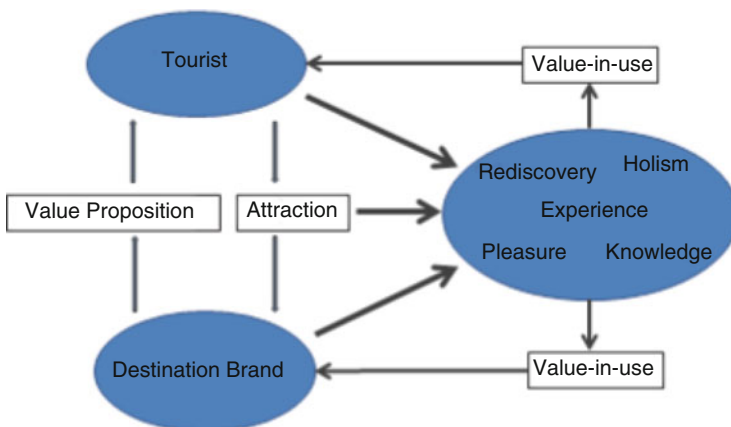 Tourist
Value-in-use
Rediscovery
Holism
Value Proposition
Attraction
Experience
Pleasure
Knowledge
Destination Brand
Value-in-use